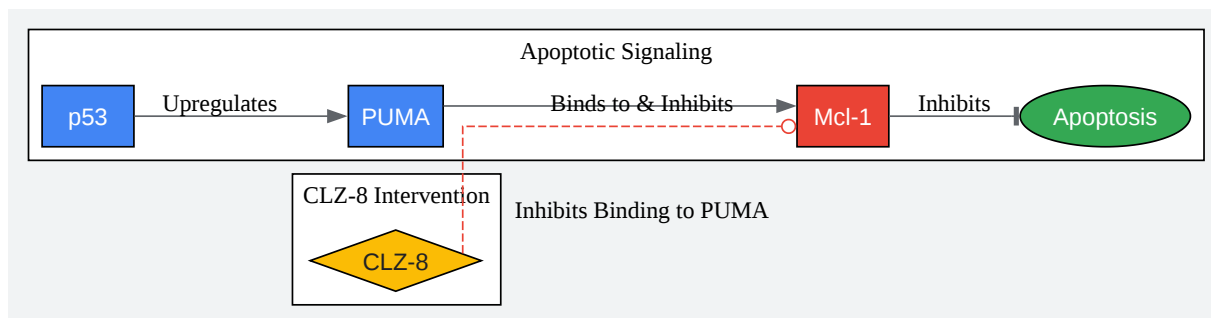 Apoptotic Signaling
p53
Upregulates
PUMA
Binds to & Inhibits
Mcl-1
Inhibits
Apoptosis
CLZ-8 Intervention
Inhibits Binding to PUMA
CLZ-8